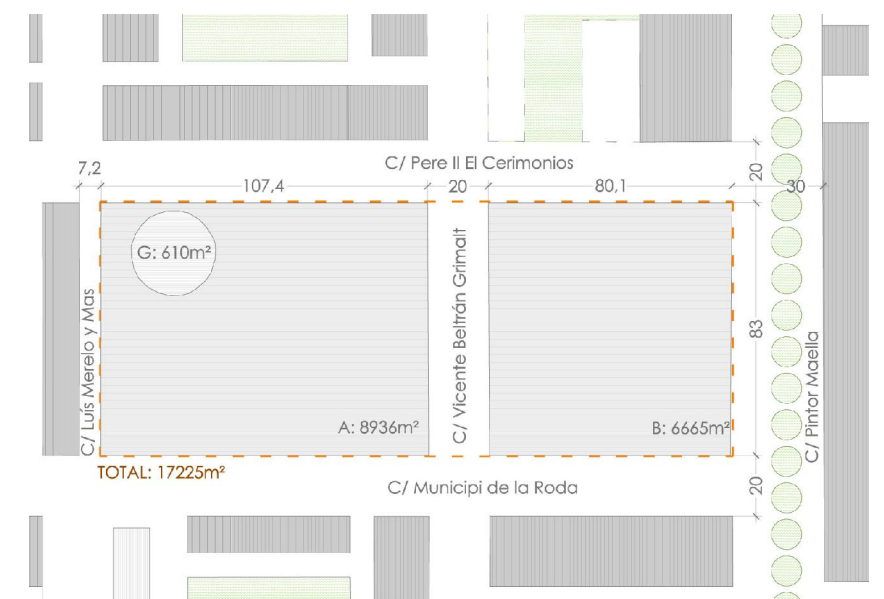 C/ Pere II El Cerimonios
7,2
107,4
20
80,1
20
30
G: 610m²
C/ Luís Merelo y Mas
C/ Vicente Beltrán Grimalt
83
C/ Pintor Maella
A: 8936m²
B: 6665m²
TOTAL: 17225m²
C/ Municipi de la Roda
20